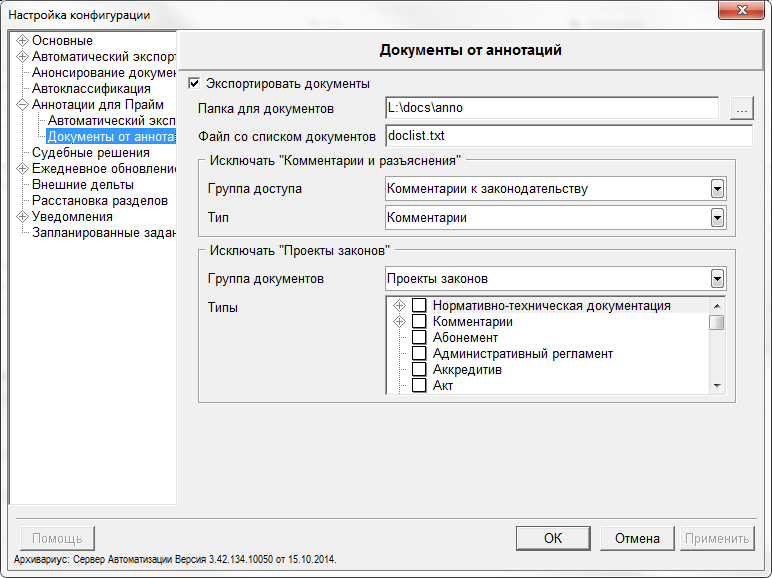 Настройка конфигурации
Основные
Автоматический экспорт
Анонсирование докумен
Автоклассификация
Аннотации для Прайм
Автоматический эксп
Документы от аннота
Судебные решения
Ежедневное обновление
Внешние дельты
Расстановка разделов
Уведомления
Запланированные задан
Документы от аннотаций
Экспортировать документы
Папка для документов L:\docs\anno ...
Файл со списком документов doclist.txt
Исключать "Комментарии и разъяснения"
Группа доступа Комментарии к законодательству
Тип Комментарии
Исключать "Проекты законов"
Группа документов Проекты законов
Типы Нормативно-техническая документация
Комментарии
Абонемент
Административный регламент
Аккредитив
Акт
Помощь OK Отмена Применить
Архивариус: Сервер Автоматизации Версия 3.42.134.10050 от 15.10.2014.